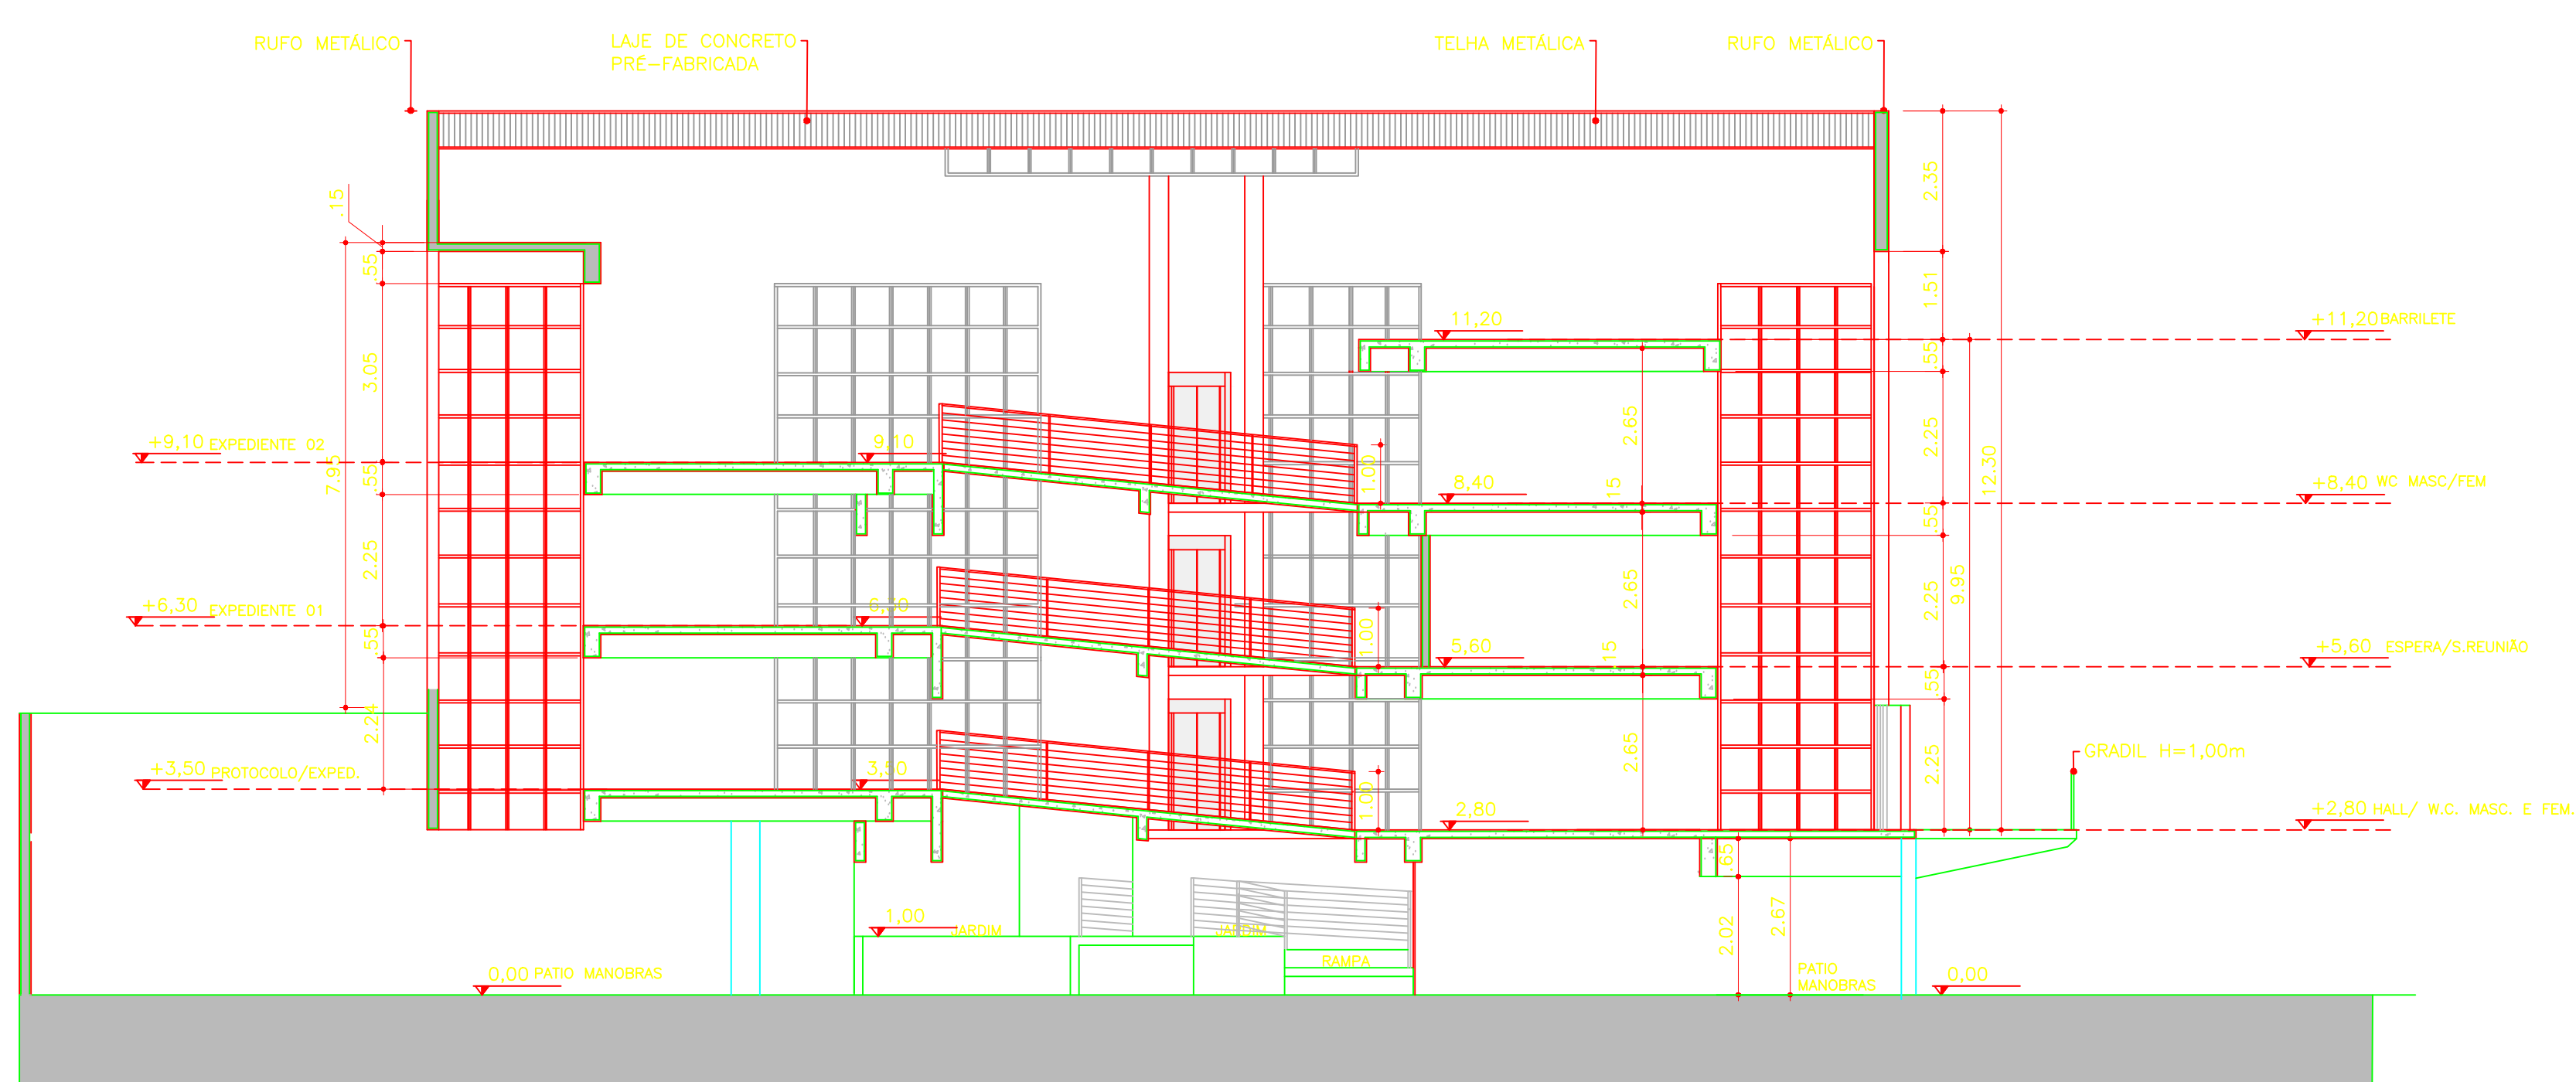 RUFO METÁLICO
LAJE DE CONCRETO
PRÉ-FABRICADA
TELHA METÁLICA
RUFO METÁLICO
.15
2.35
.55
1.51
11,20
+11,20 BARRILETE
3.05
.55
2.65
2.25
12.30
+9,10 EXPEDIENTE 02
9,10
7.95
.55
1.00
8,40
15
+8,40 WC MASC/FEM
.55
2.25
2.65
2.25
9.95
+6,30 EXPEDIENTE 01
6,30
.55
1.00
5,60
15
+5,60 ESPERA/S.REUNIÃO
.55
2.24
2.65
2.25
GRADIL H=1,00m
+3,50 PROTOCOLO/EXPED.
3,50
1.00
2,80
+2,80 HALL/ W.C. MASC. E FEM.
.65
1,00
JARDIM
JARDIM
2.02
2.67
RAMPA
0,00 PATIO MANOBRAS
PATIO
MANOBRAS
0,00